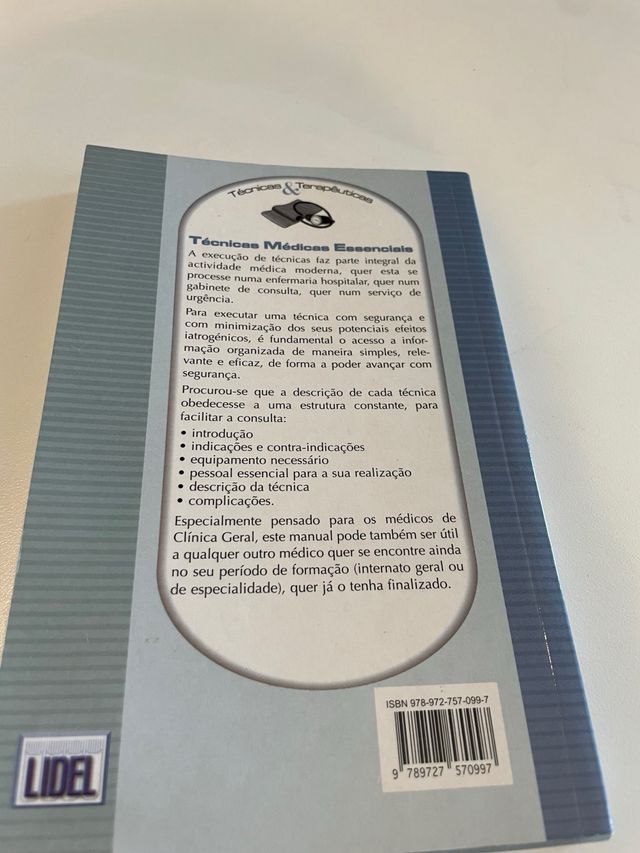 Técnicas & Terapêuticas
Técnicas Médicas Essenciais
A execução de técnicas faz parte integral da
actividade médica moderna, quer esta se
processe numa enfermaria hospitalar, quer num
gabinete de consulta, quer num serviço de
urgência.
Para executar uma técnica com segurança e
com minimização dos seus potenciais efeitos
iatrogénicos, é fundamental o acesso a infor-
mação organizada de maneira simples, rele-
vante e eficaz, de forma a poder avançar com
segurança.
Procurou-se que a descrição de cada técnica
obedecesse a uma estrutura constante, para
facilitar a consulta:
• introdução
• indicações e contra-indicações
• equipamento necessário
• pessoal essencial para a sua realização
• descrição da técnica
• complicações.
Especialmente pensado para os médicos de
Clínica Geral, este manual pode também ser útil
a qualquer outro médico quer se encontre ainda
no seu período de formação (internato geral ou
de especialidade), quer já o tenha finalizado.
ISBN 978-972-757-099-7
9 789727 570997
LIDEL